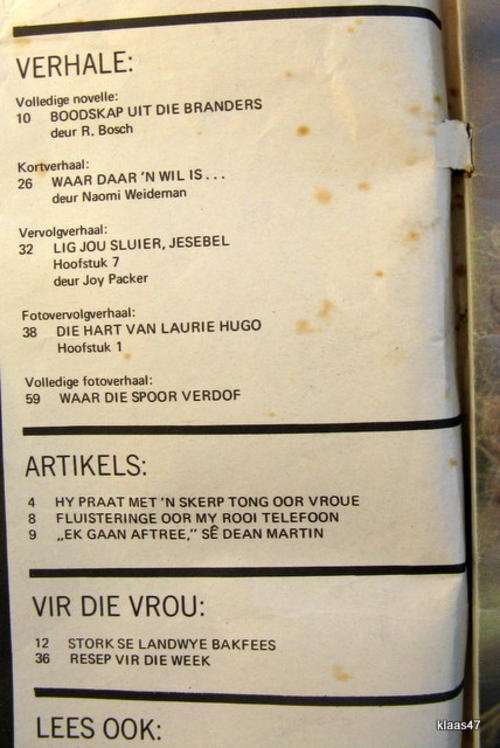 VERHALE:
Volledige novelle:
10 BOODSKAP UIT DIE BRANDERS
deur R. Bosch
Kortverhaal:
26 WAAR DAAR 'N WIL IS . . .
deur Naomi Weideman
Vervolgverhaal:
32 LIG JOU SLUIER, JESEBEL
Hoofstuk 7
deur Joy Packer
Fotovervolgverhaal:
38 DIE HART VAN LAURIE HUGO
Hoofstuk 1
Volledige fotoverhaal:
59 WAAR DIE SPOOR VERDOF
ARTIKELS:
4 HY PRAAT MET 'N SKERP TONG OOR VROUE
8 FLUISTERINGE OOR MY ROOI TELEFOON
9 „EK GAAN AFTREE,” SÊ DEAN MARTIN
VIR DIE VROU:
12 STORK SE LANDWYE BAKFEES
36 RESEP VIR DIE WEEK
LEES OOK:
klaas47